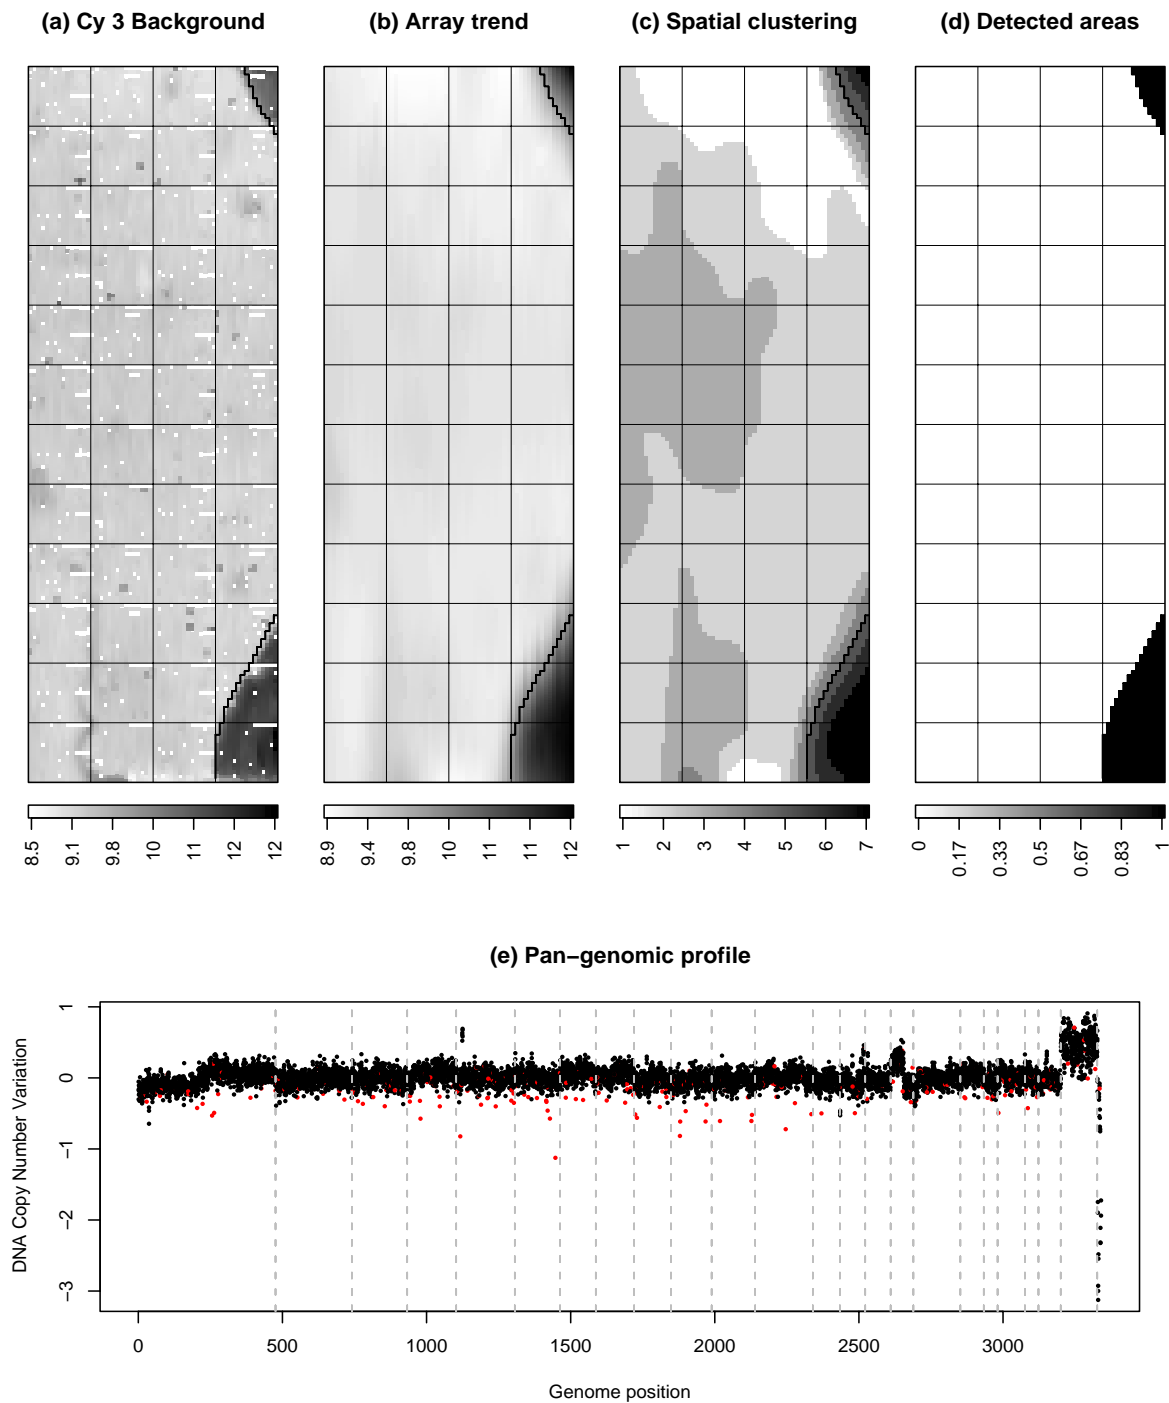 (a) Cy 3 Background
(b) Array trend
(c) Spatial clustering
(d) Detected areas
8.5 9.1 9.8 10 11 12 12
8.9 9.4 9.8 10 11 11 12
1 2 3 4 5 6 7
0 0.17 0.33 0.5 0.67 0.83 1
(e) Pan−genomic profile
DNA Copy Number Variation
1
0
−1
−2
−3
0 500 1000 1500 2000 2500 3000
Genome position